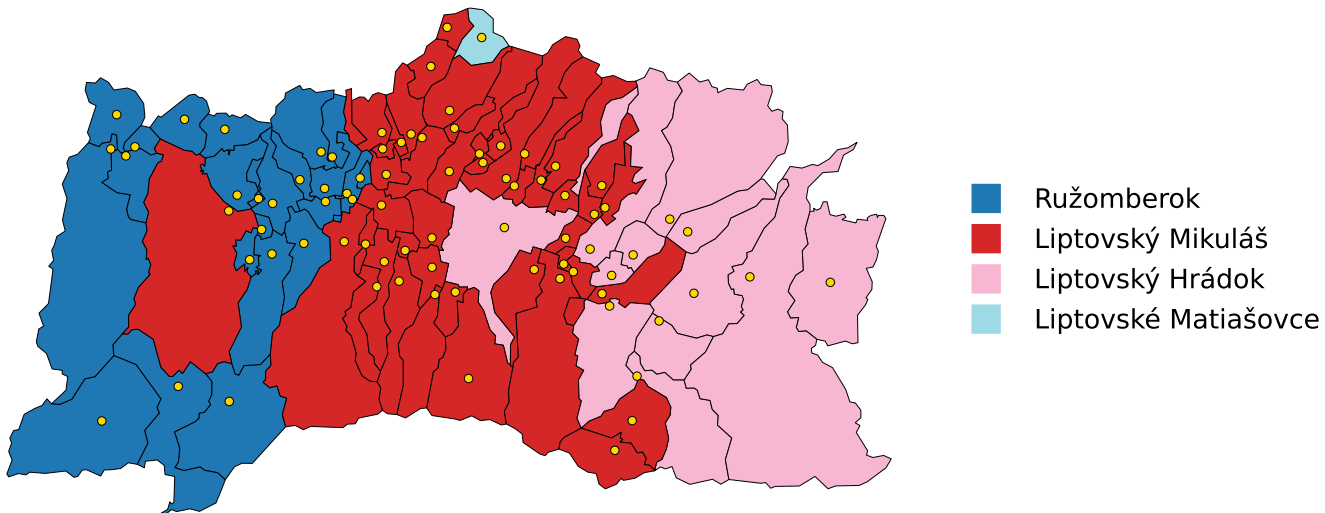 Ružomberok
Liptovský Mikuláš
Liptovský Hrádok
Liptovské Matiašovce